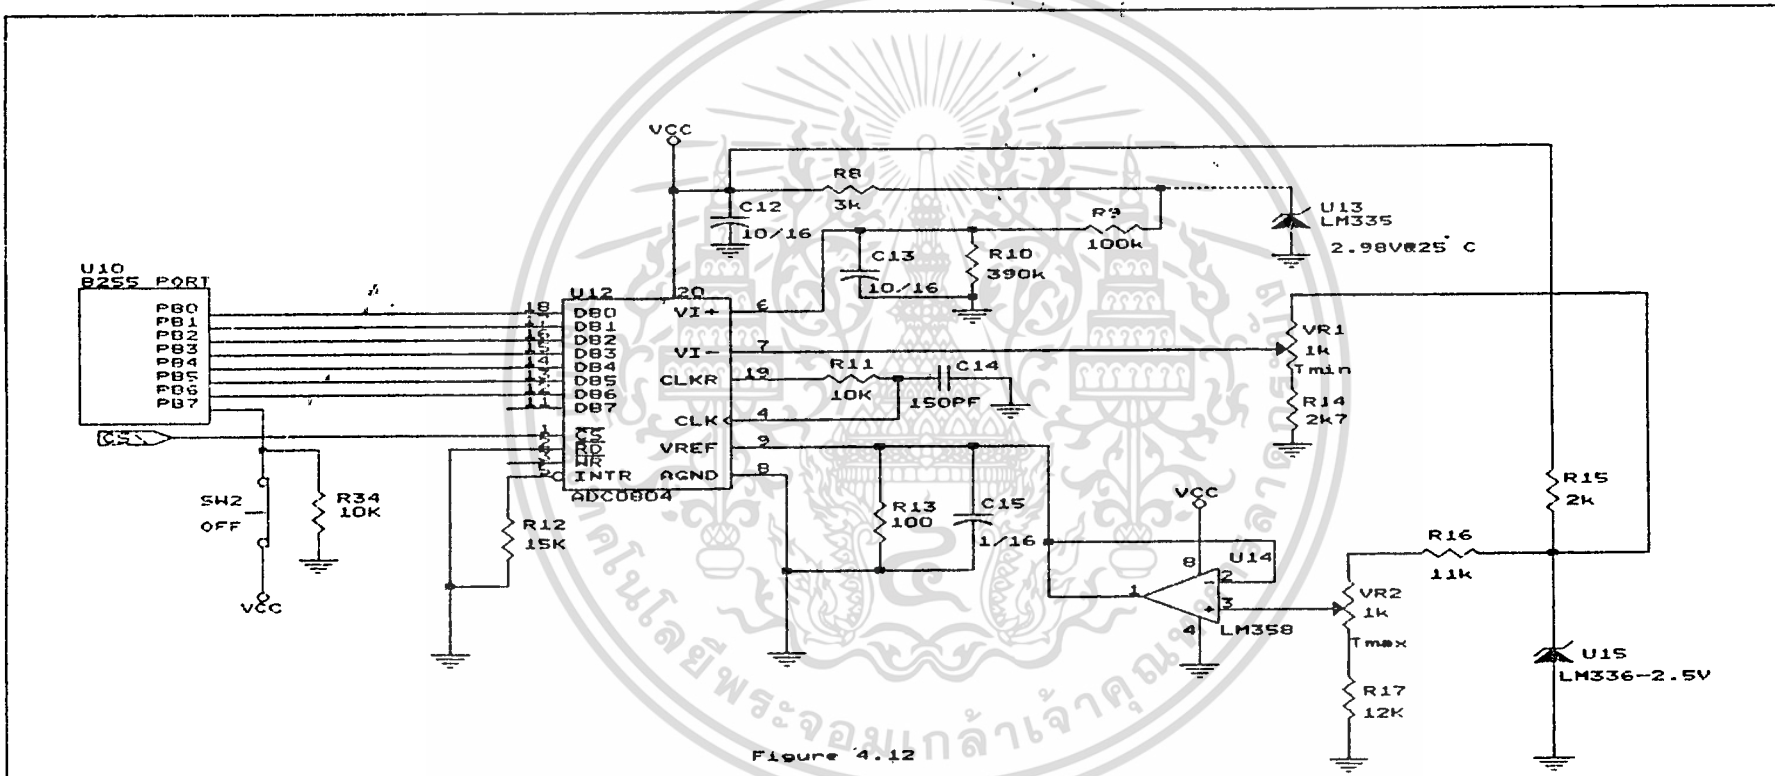 VCC
R8
3k
C12
10/16
R9
100k
U13
LM335
2.98V@25° C
C13
10/16
R10
390k
U10
8255 PORT
PB0
PB1
PB2
PB3
PB4
PB5
PB6
PB7
U12
20
18
DB0
DB1
DB2
DB3
DB4
DB5
DB6
DB7
11
CS
RD
WR
INTR
ADC0804
VI+
6
VI-
7
CLKR
19
CLK
4
VREF
9
AGND
8
R11
10K
C14
150PF
VR1
1k
Tmin
R14
2k7
CS\
SW2
OFF
VCC
R34
10K
R12
15K
R13
100
C15
1/16
VCC
8
U14
1
2
-
3
+
4
LM358
R15
2k
R16
11k
VR2
1k
Tmax
R17
12K
U15
LM336-2.5V
Figure 4.12